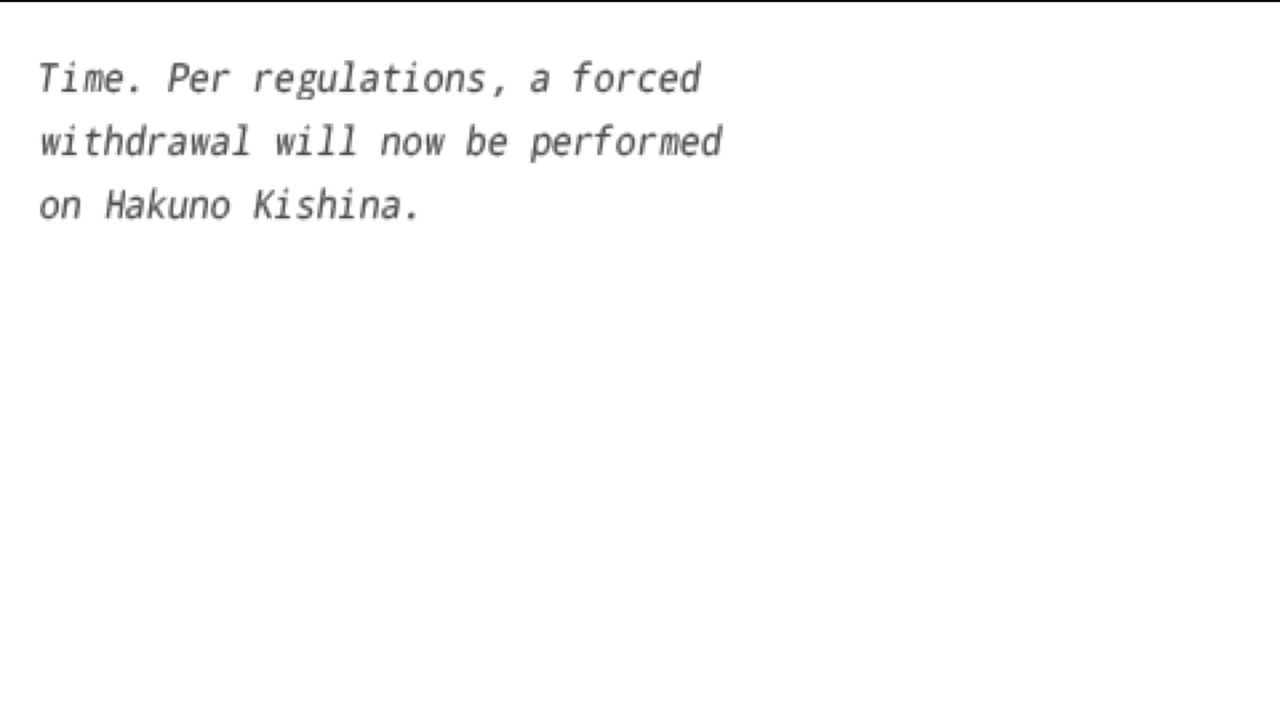 Time. Per regulations, a forced
withdrawal will now be performed
on Hakuno Kishina.